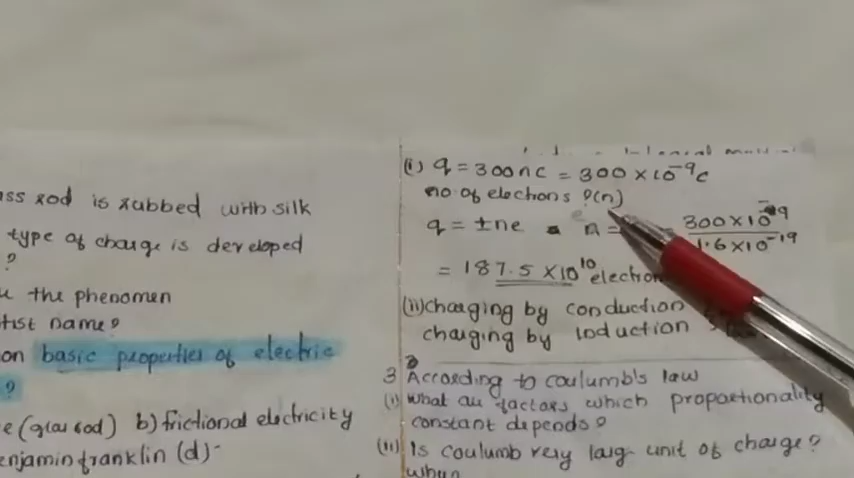 ss rod is rubbed with silk
type of charge is developed
?
the phenomen
tist name?
on basic properties of electric
?
e (glass rod) b) frictional electricity
enjamin franklin (d)-
(i) q = 300nc = 300 × 10⁻⁹c
no. of electrons ?(n)
q = ±ne n = 300×10⁻⁹ / 1.6×10⁻¹⁹
= 187.5 × 10¹⁰ electron
(ii) charging by conduction
charging by induction
3 According to coulumb's law
(i) what are factors which proportionality
constant depends?
(iii) Is coulumb very larg unit of charge?
when